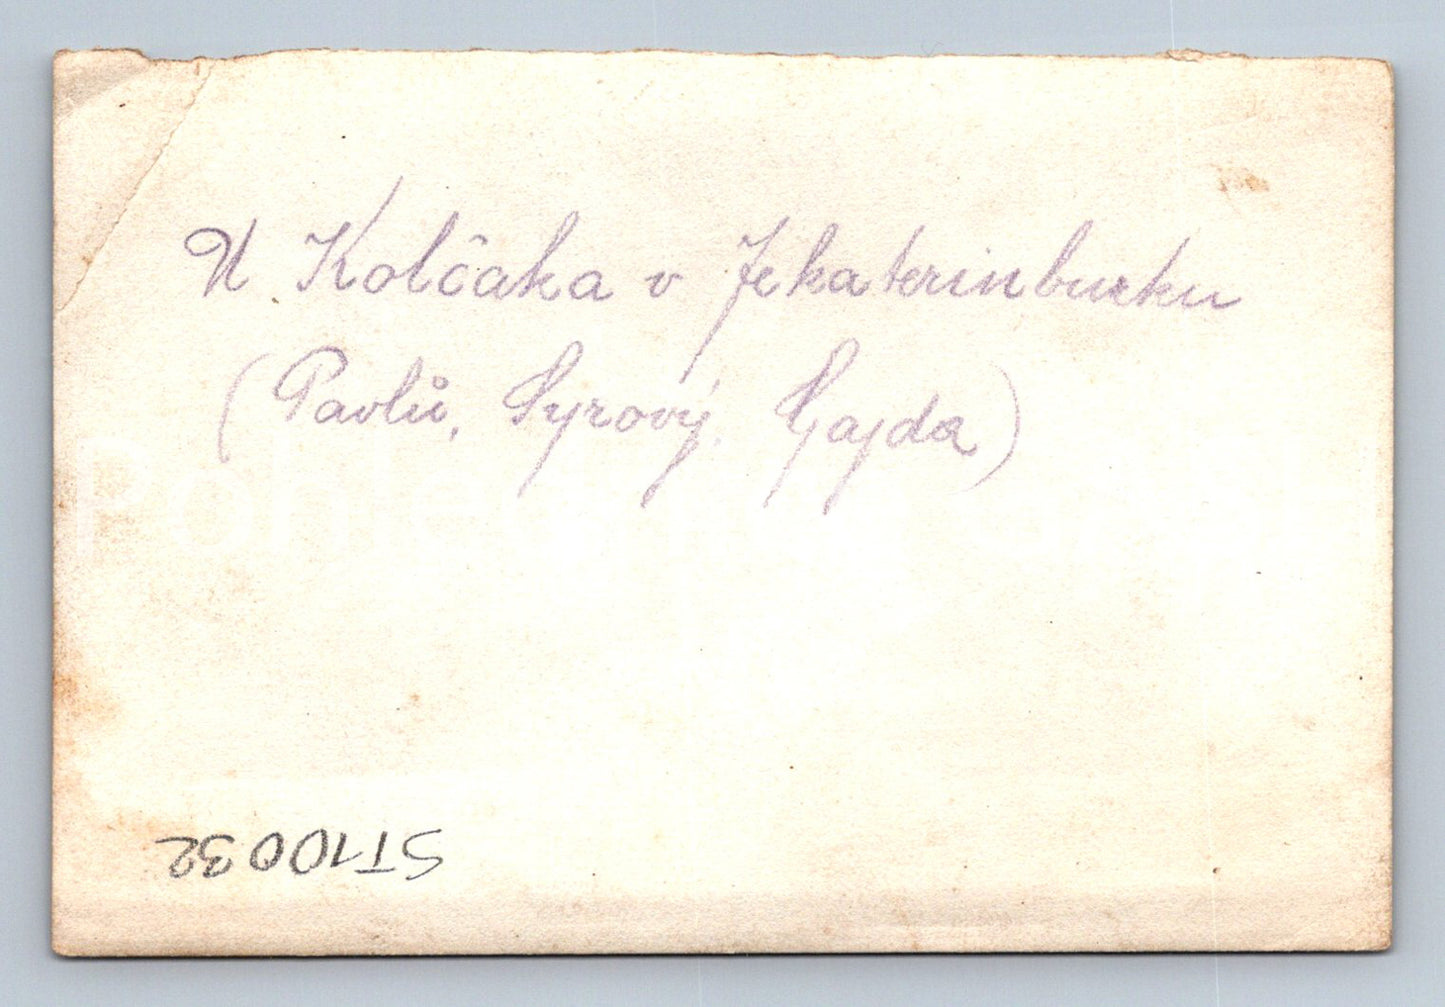 U Kolčaka v Jekaterinburku
(Pavlů, Syrový, Gajda)
ST10032